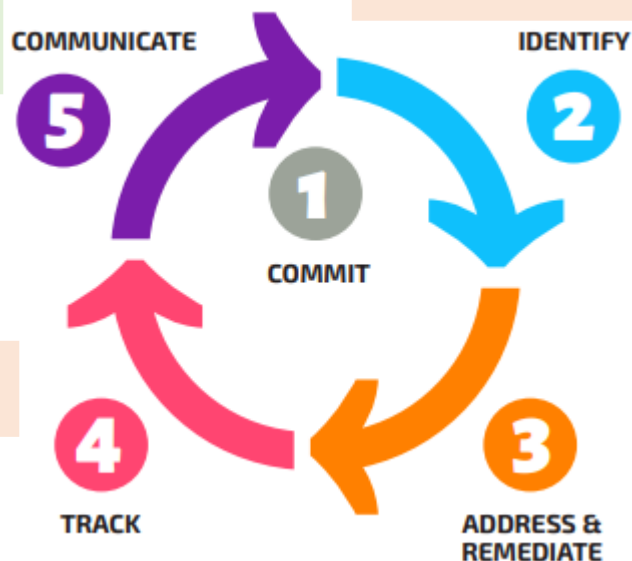 COMMUNICATE
5
IDENTIFY
2
1
COMMIT
4
TRACK
3
ADDRESS &
REMEDIATE